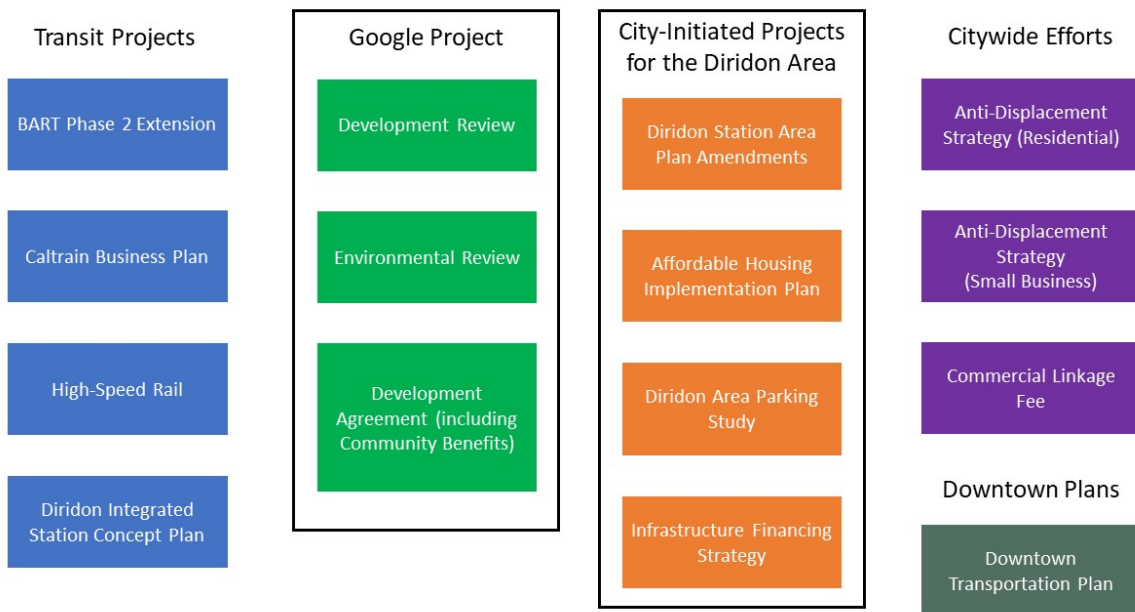 Transit Projects
BART Phase 2 Extension
Caltrain Business Plan
High-Speed Rail
Diridon Integrated
Station Concept Plan
Google Project
Development Review
Environmental Review
Development
Agreement (including
Community Benefits)
City-Initiated Projects
for the Diridon Area
Diridon Station Area
Plan Amendments
Affordable Housing
Implementation Plan
Diridon Area Parking
Study
Infrastructure Financing
Strategy
Citywide Efforts
Anti-Displacement
Strategy (Residential)
Anti-Displacement
Strategy
(Small Business)
Commercial Linkage
Fee
Downtown Plans
Downtown
Transportation Plan